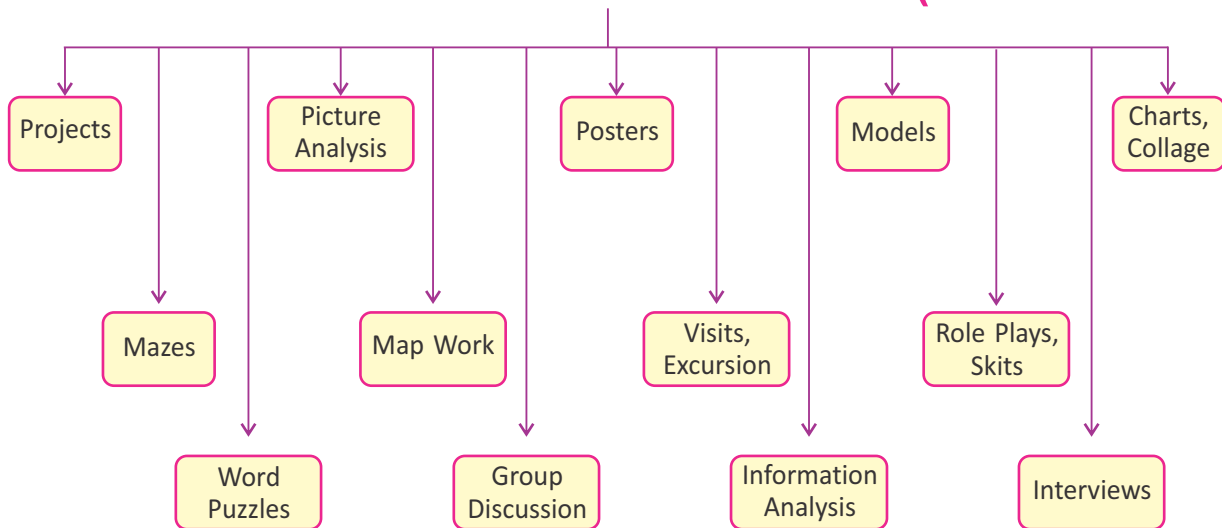 Projects
Picture
Analysis
Posters
Models
Charts,
Collage
Mazes
Map Work
Visits,
Excursion
Role Plays,
Skits
Word
Puzzles
Group
Discussion
Information
Analysis
Interviews